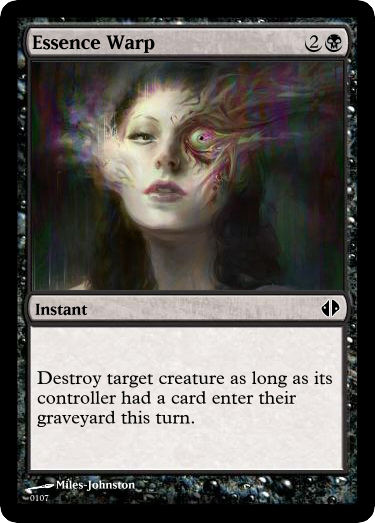 Essence Warp 2
Instant
Destroy target creature as long as its
controller had a card enter their
graveyard this turn.
Miles-Johnston
0107